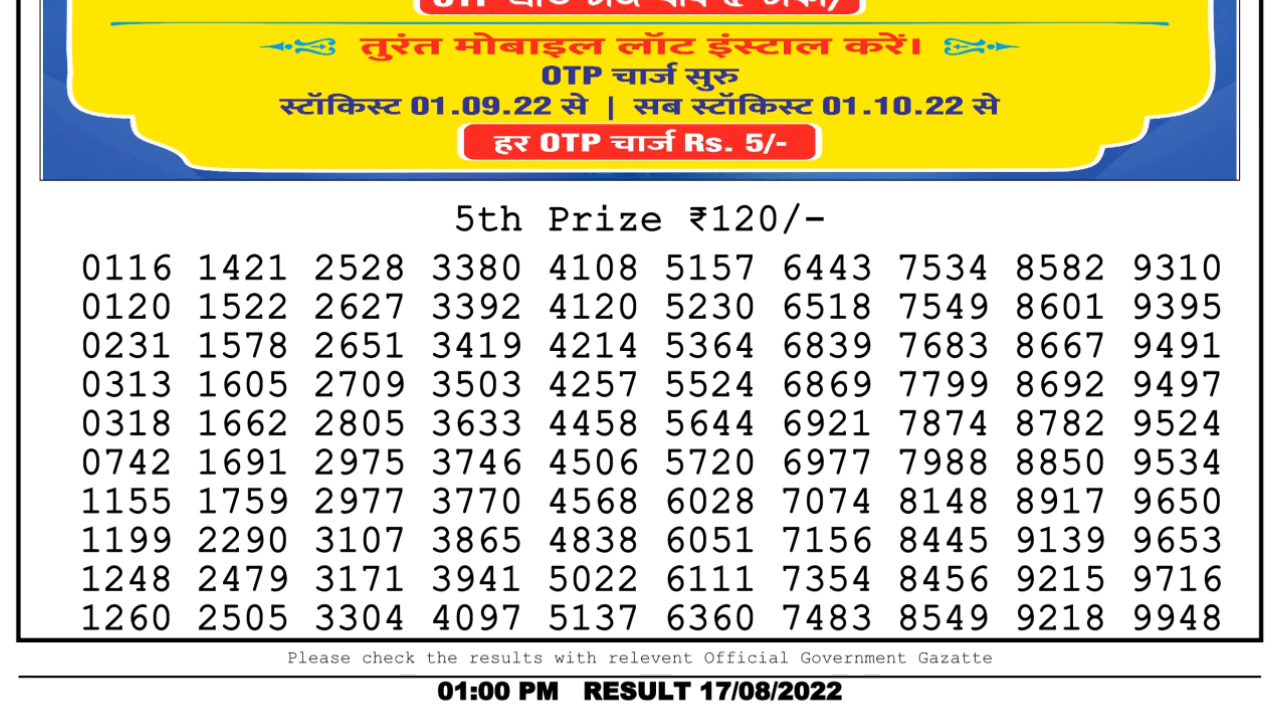 तुरंत मोबाइल लॉट इंस्टाल करें।
OTP चार्ज सुरु
स्टॉकिस्ट 01.09.22 से | सब स्टॉकिस्ट 01.10.22 से
हर OTP चार्ज Rs. 5/-
5th Prize ₹120/-
0116 1421 2528 3380 4108 5157 6443 7534 8582 9310
0120 1522 2627 3392 4120 5230 6518 7549 8601 9395
0231 1578 2651 3419 4214 5364 6839 7683 8667 9491
0313 1605 2709 3503 4257 5524 6869 7799 8692 9497
0318 1662 2805 3633 4458 5644 6921 7874 8782 9524
0742 1691 2975 3746 4506 5720 6977 7988 8850 9534
1155 1759 2977 3770 4568 6028 7074 8148 8917 9650
1199 2290 3107 3865 4838 6051 7156 8445 9139 9653
1248 2479 3171 3941 5022 6111 7354 8456 9215 9716
1260 2505 3304 4097 5137 6360 7483 8549 9218 9948
Please check the results with relevent Official Government Gazatte
01:00 PM RESULT 17/08/2022